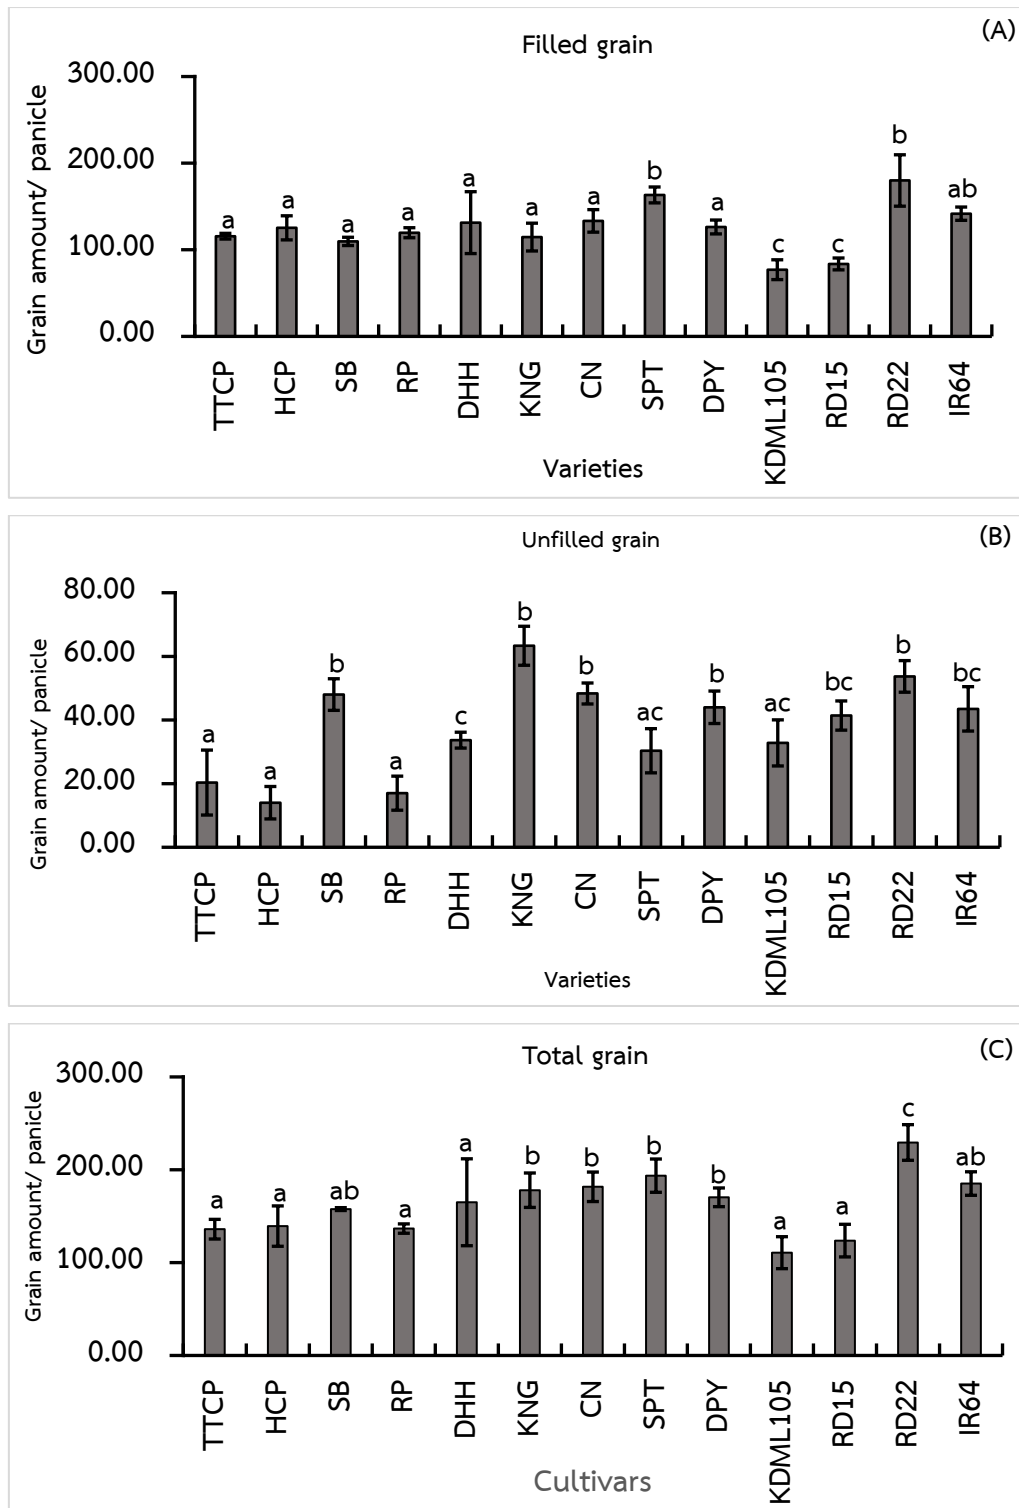 (A)
Filled grain
Grain amount/ panicle
300.00
200.00
100.00
0.00
a a a a a a a b a c c b ab
TTCP HCP SB RP DHH KNG CN SPT DPY KDML105 RD15 RD22 IR64
Varieties
(B)
Unfilled grain
Grain amount/ panicle
80.00
60.00
40.00
20.00
0.00
a a b a c b b ac b ac bc b bc
TTCP HCP SB RP DHH KNG CN SPT DPY KDML105 RD15 RD22 IR64
Varieties
(C)
Total grain
Grain amount/ panicle
300.00
200.00
100.00
0.00
a a ab a a b b b b a a c ab
TTCP HCP SB RP DHH KNG CN SPT DPY KDML105 RD15 RD22 IR64
Cultivars